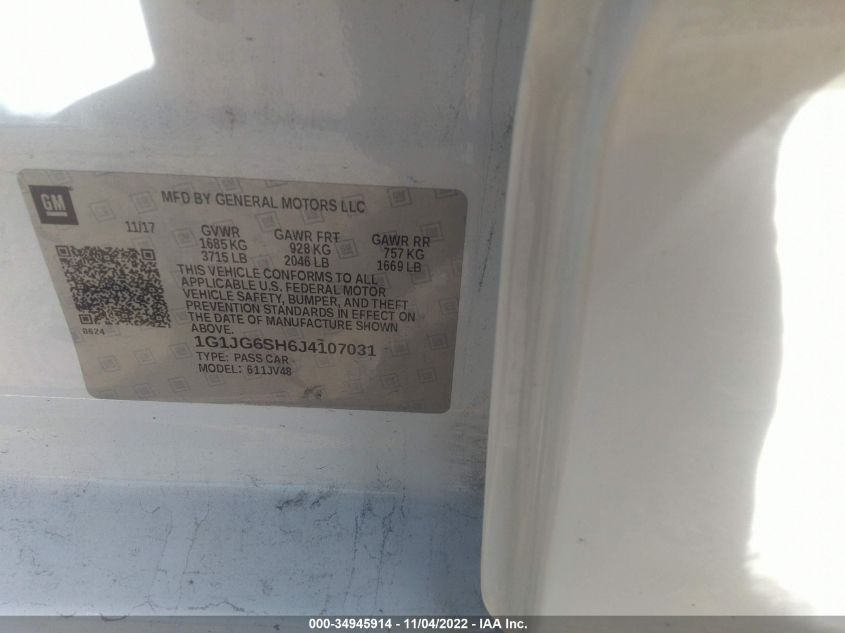 GM
MFD BY GENERAL MOTORS LLC
11/17
GVWR GAWR FRT GAWR RR
1685 KG 928 KG 757 KG
3715 LB 2046 LB 1669 LB
THIS VEHICLE CONFORMS TO ALL
APPLICABLE U.S. FEDERAL MOTOR
VEHICLE SAFETY, BUMPER, AND THEFT
PREVENTION STANDARDS IN EFFECT ON
THE DATE OF MANUFACTURE SHOWN
ABOVE.
8624
1G1JG6SH6J4107031
TYPE: PASS CAR
MODEL: 611JV48
000-34945914 - 11/04/2022 - IAA Inc.